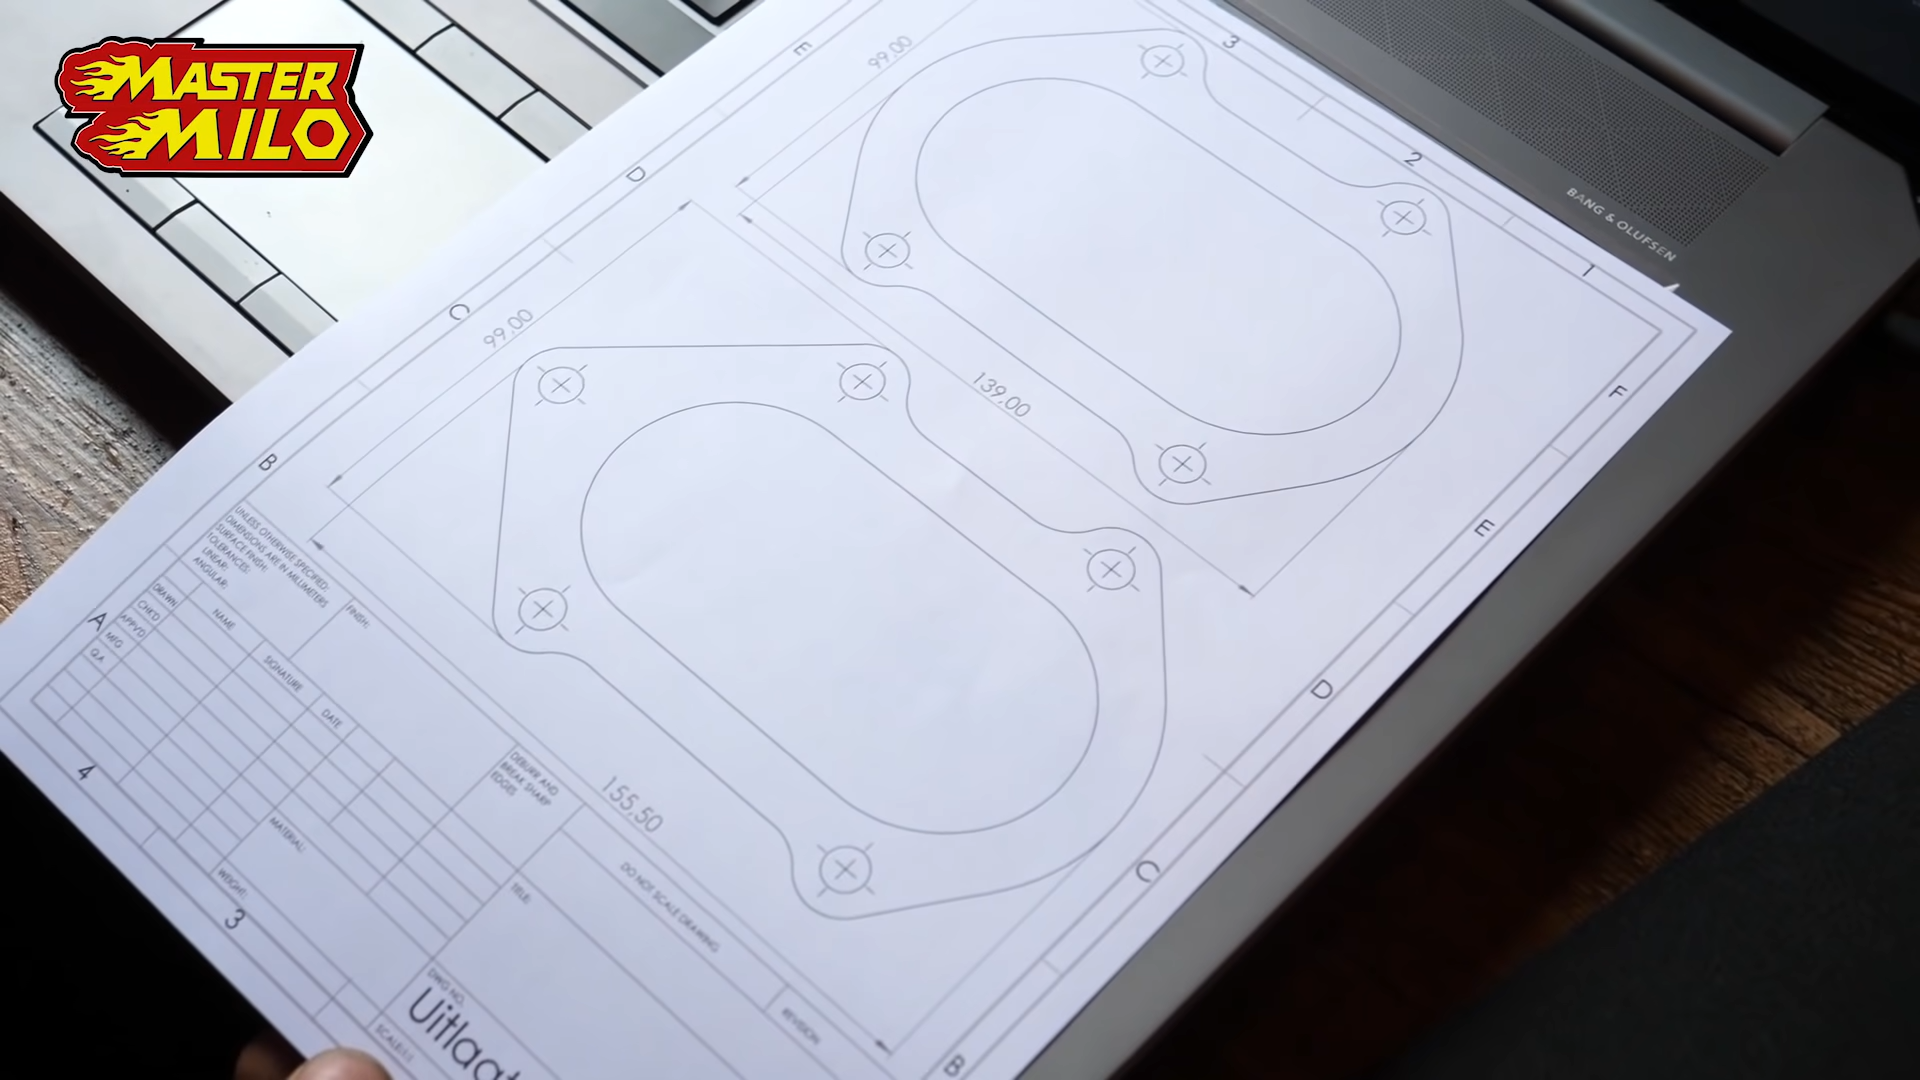 MASTER
MILO
BANG & OLUFSEN
E
3
2
1
F
E
D
C
B
D
C
B
A
4
3
99,00
139,00
99,00
155,50
UNLESS OTHERWISE SPECIFIED:
DIMENSIONS ARE IN MILLIMETERS
SURFACE FINISH:
TOLERANCES:
LINEAR:
ANGULAR:
FINISH:
NAME
SIGNATURE
DATE
DRAWN
CHK'D
APPV'D
MFG
Q.A
DEBURR AND
BREAK SHARP
EDGES
DO NOT SCALE DRAWING
REVISION
MATERIAL:
WEIGHT:
TITLE:
DWG NO.
Uitlaat
SCALE:1:1